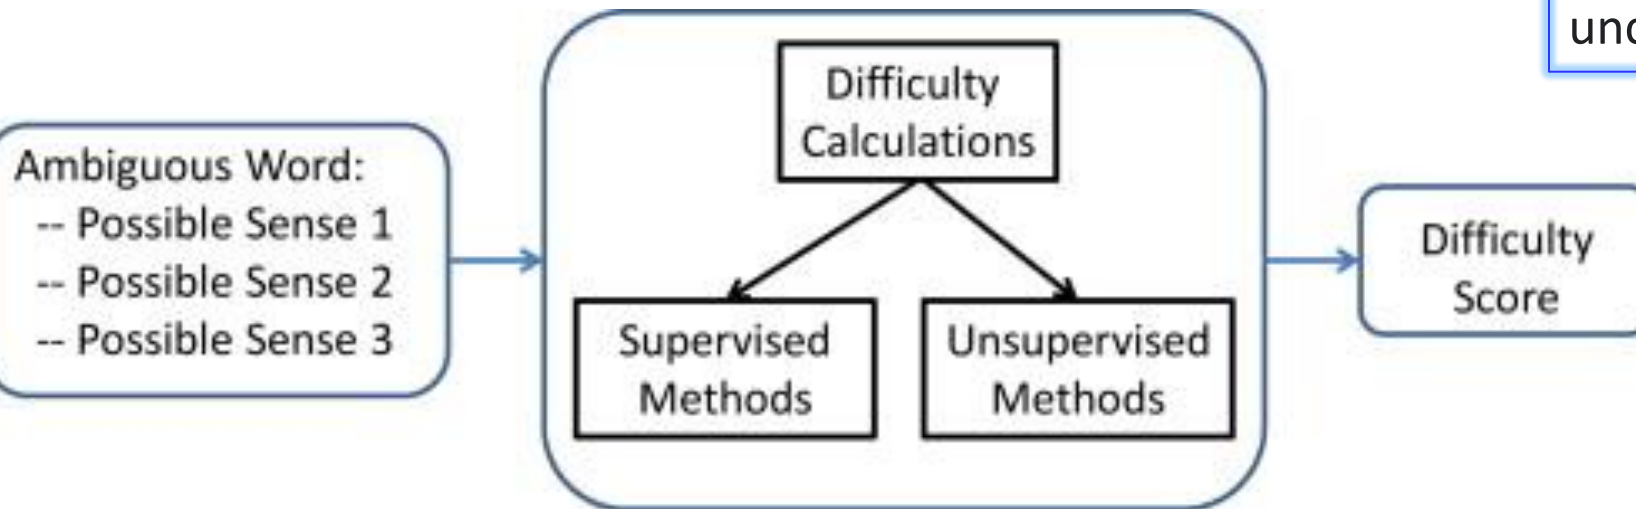 Ambiguous Word:
-- Possible Sense 1
-- Possible Sense 2
-- Possible Sense 3
Difficulty
Calculations
Supervised
Methods
Unsupervised
Methods
Difficulty
Score